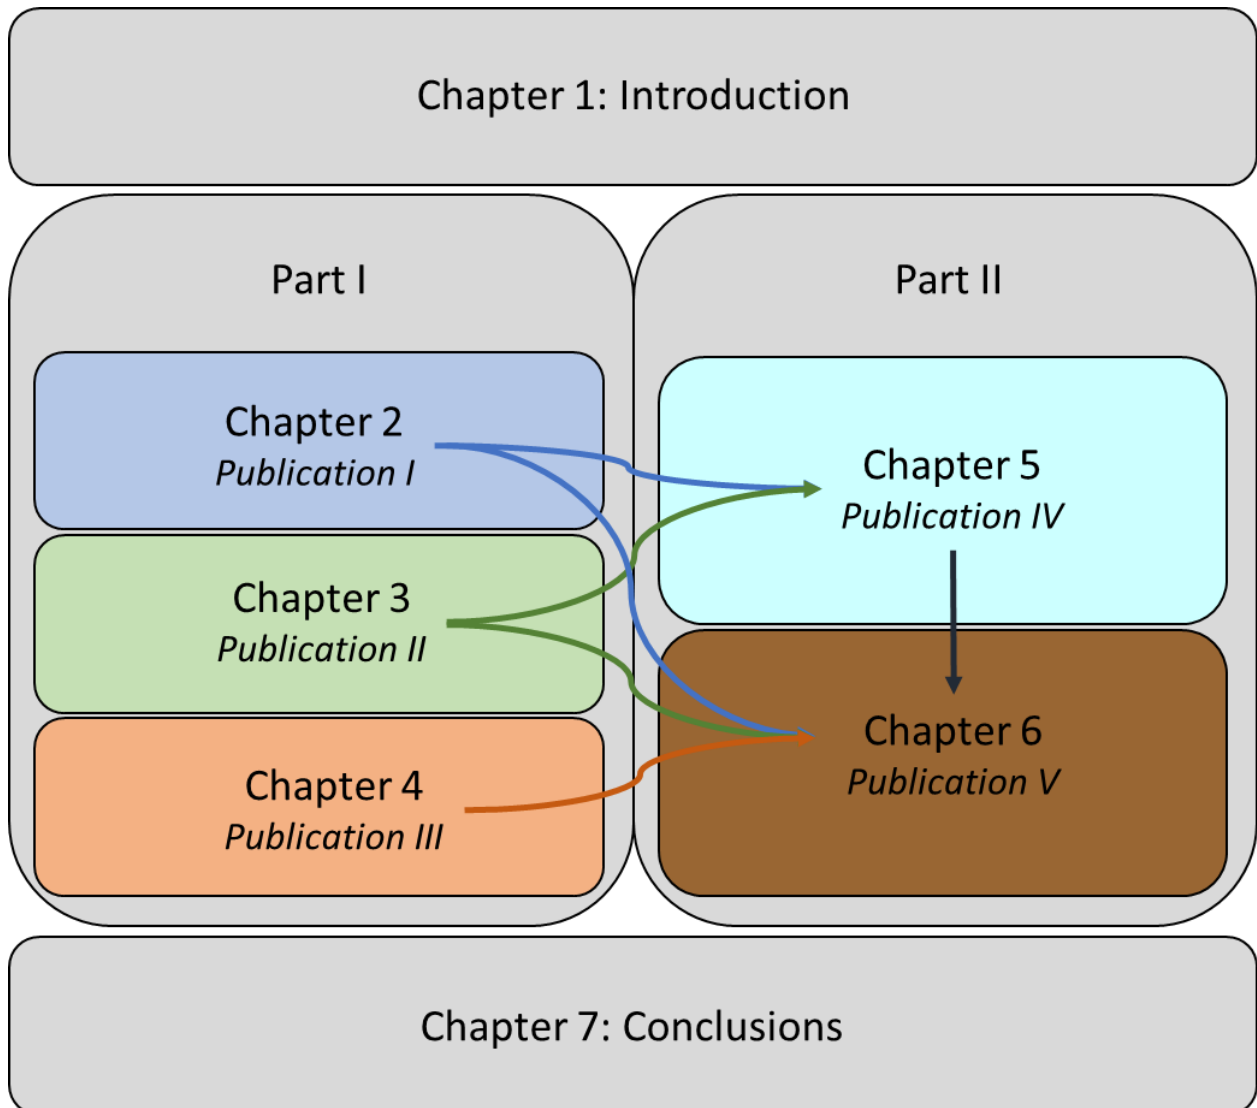 Chapter 1: Introduction
Part I
Chapter 2
Publication I
Chapter 3
Publication II
Chapter 4
Publication III
Part II
Chapter 5
Publication IV
Chapter 6
Publication V
Chapter 7: Conclusions